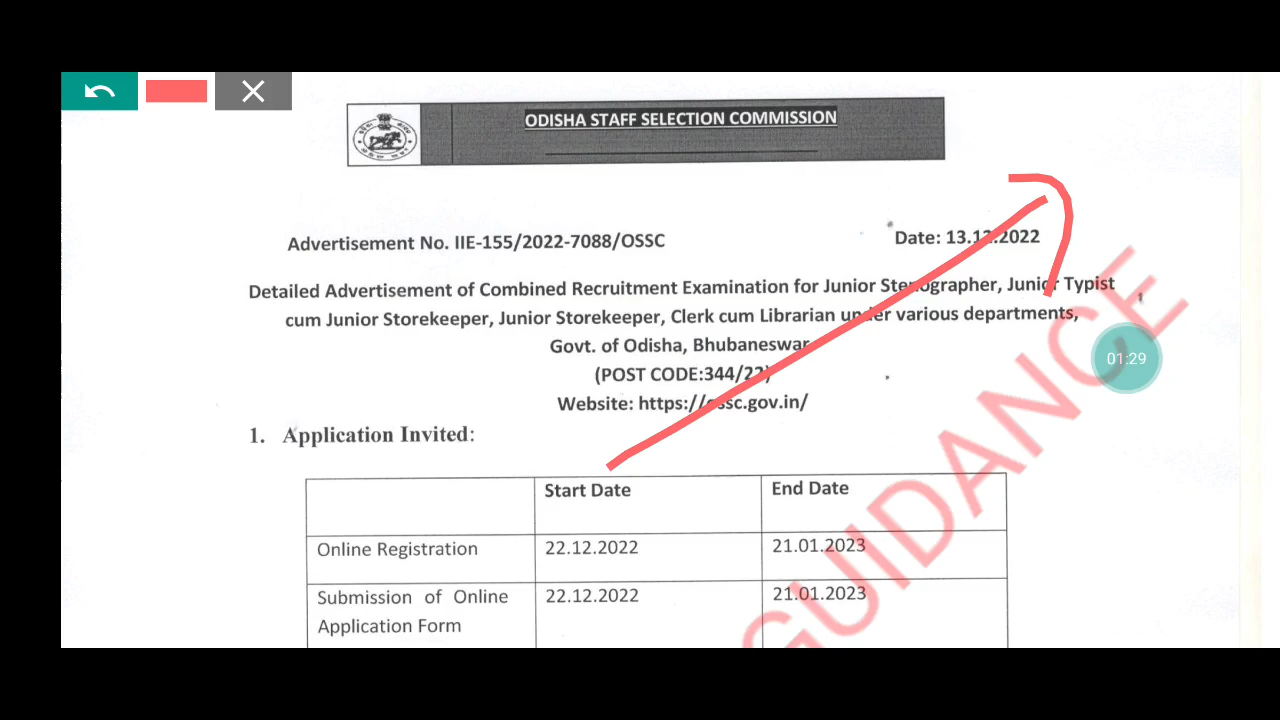 ODISHA STAFF SELECTION COMMISSION
Advertisement No. IIE-155/2022-7088/OSSC Date: 13.12.2022
Detailed Advertisement of Combined Recruitment Examination for Junior Stenographer, Junior Typist
cum Junior Storekeeper, Junior Storekeeper, Clerk cum Librarian under various departments,
Govt. of Odisha, Bhubaneswar
(POST CODE:344/22)
Website: https://ossc.gov.in/
01:29
1. Application Invited:
Start Date End Date
Online Registration 22.12.2022 21.01.2023
Submission of Online 22.12.2022 21.01.2023
Application Form
GUIDANCE